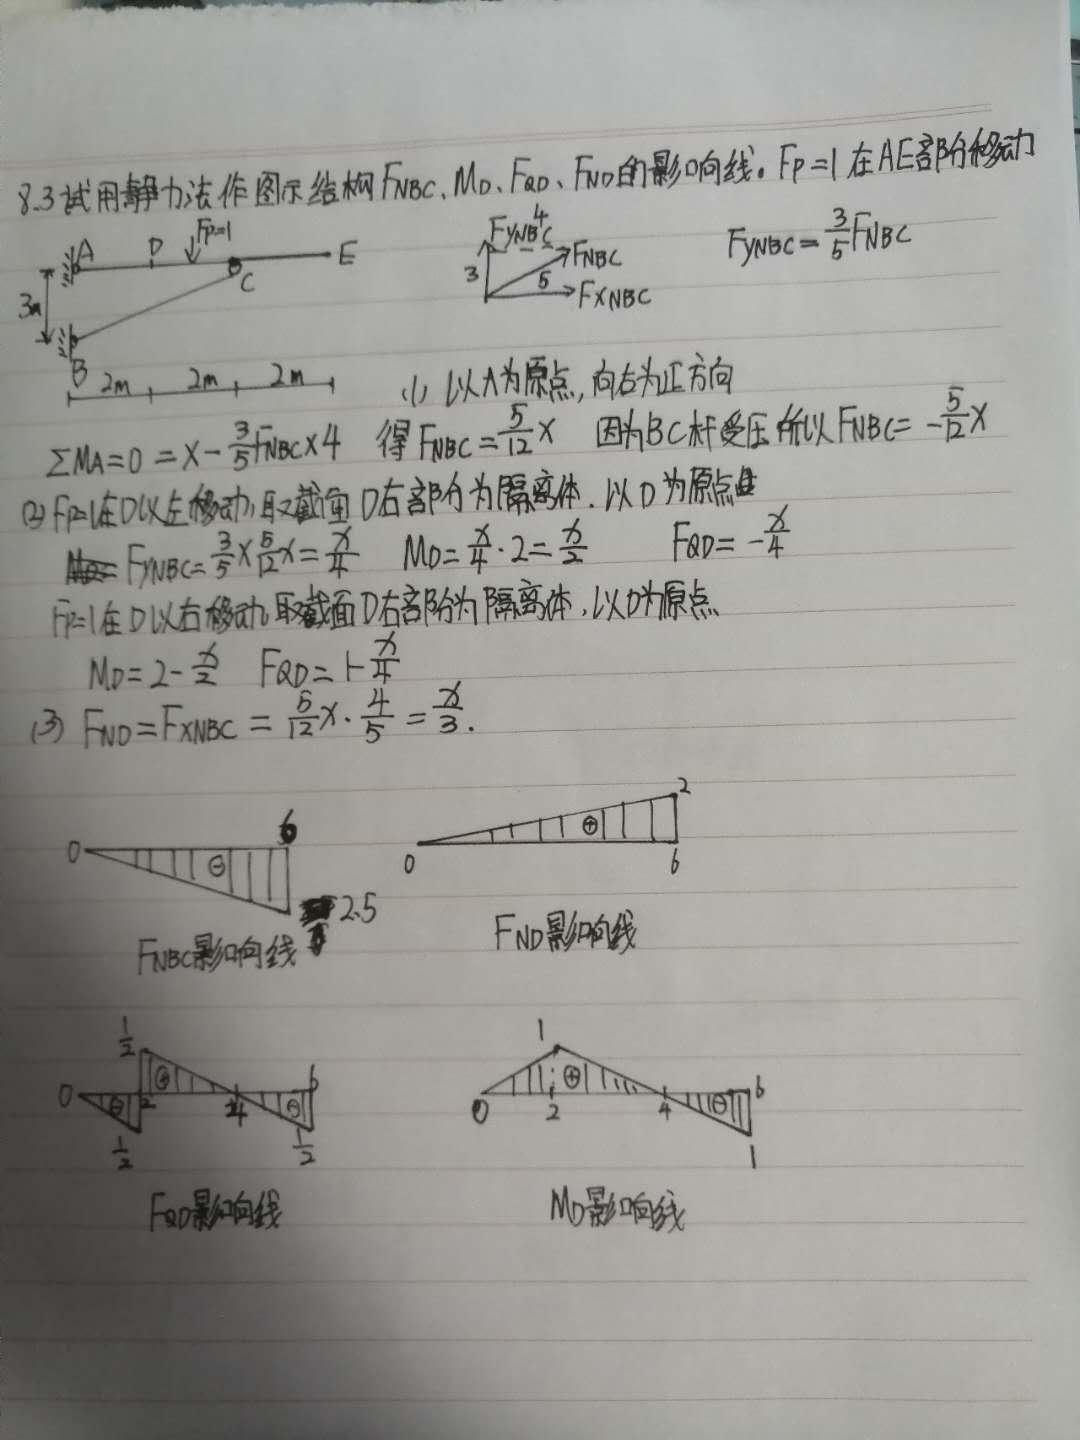 8.3 试用静力法作图示结构FNBC、MD、FQD、FND的影响线。FP=1在AE部分移动
A D FP=1 C E
3m
B
2m 2m 2m
FYNBC 4
FNBC
3 5
FXNBC
FYNBC=3/5FNBC
(1) 以A为原点,向右为正方向
ΣMA=0=x-3/5FNBC×4 得FNBC=5/12x 因为BC杆受压 所以FNBC=-5/12x
(2) FP=1在D以左移动,取截面D右部分为隔离体.以D为原点
FYNBC=3/5×5/12x=x/4 MD=x/4·2=x/2 FQD=-x/4
FP=1在D以右移动,取截面D右部分为隔离体,以D为原点
MD=2-x/2 FQD=1-x/4
(3) FND=FXNBC=5/12x·4/5=x/3.
0 6 ⊖ 2.5
FNBC影响线
0 ⊕ 2 6
FND影响线
1/2 0 ⊖ 2 ⊕ 4 ⊖ 6 1/2 1/2
FQD影响线
1 0 2 ⊕ 4 ⊖ 6 1
MD影响线